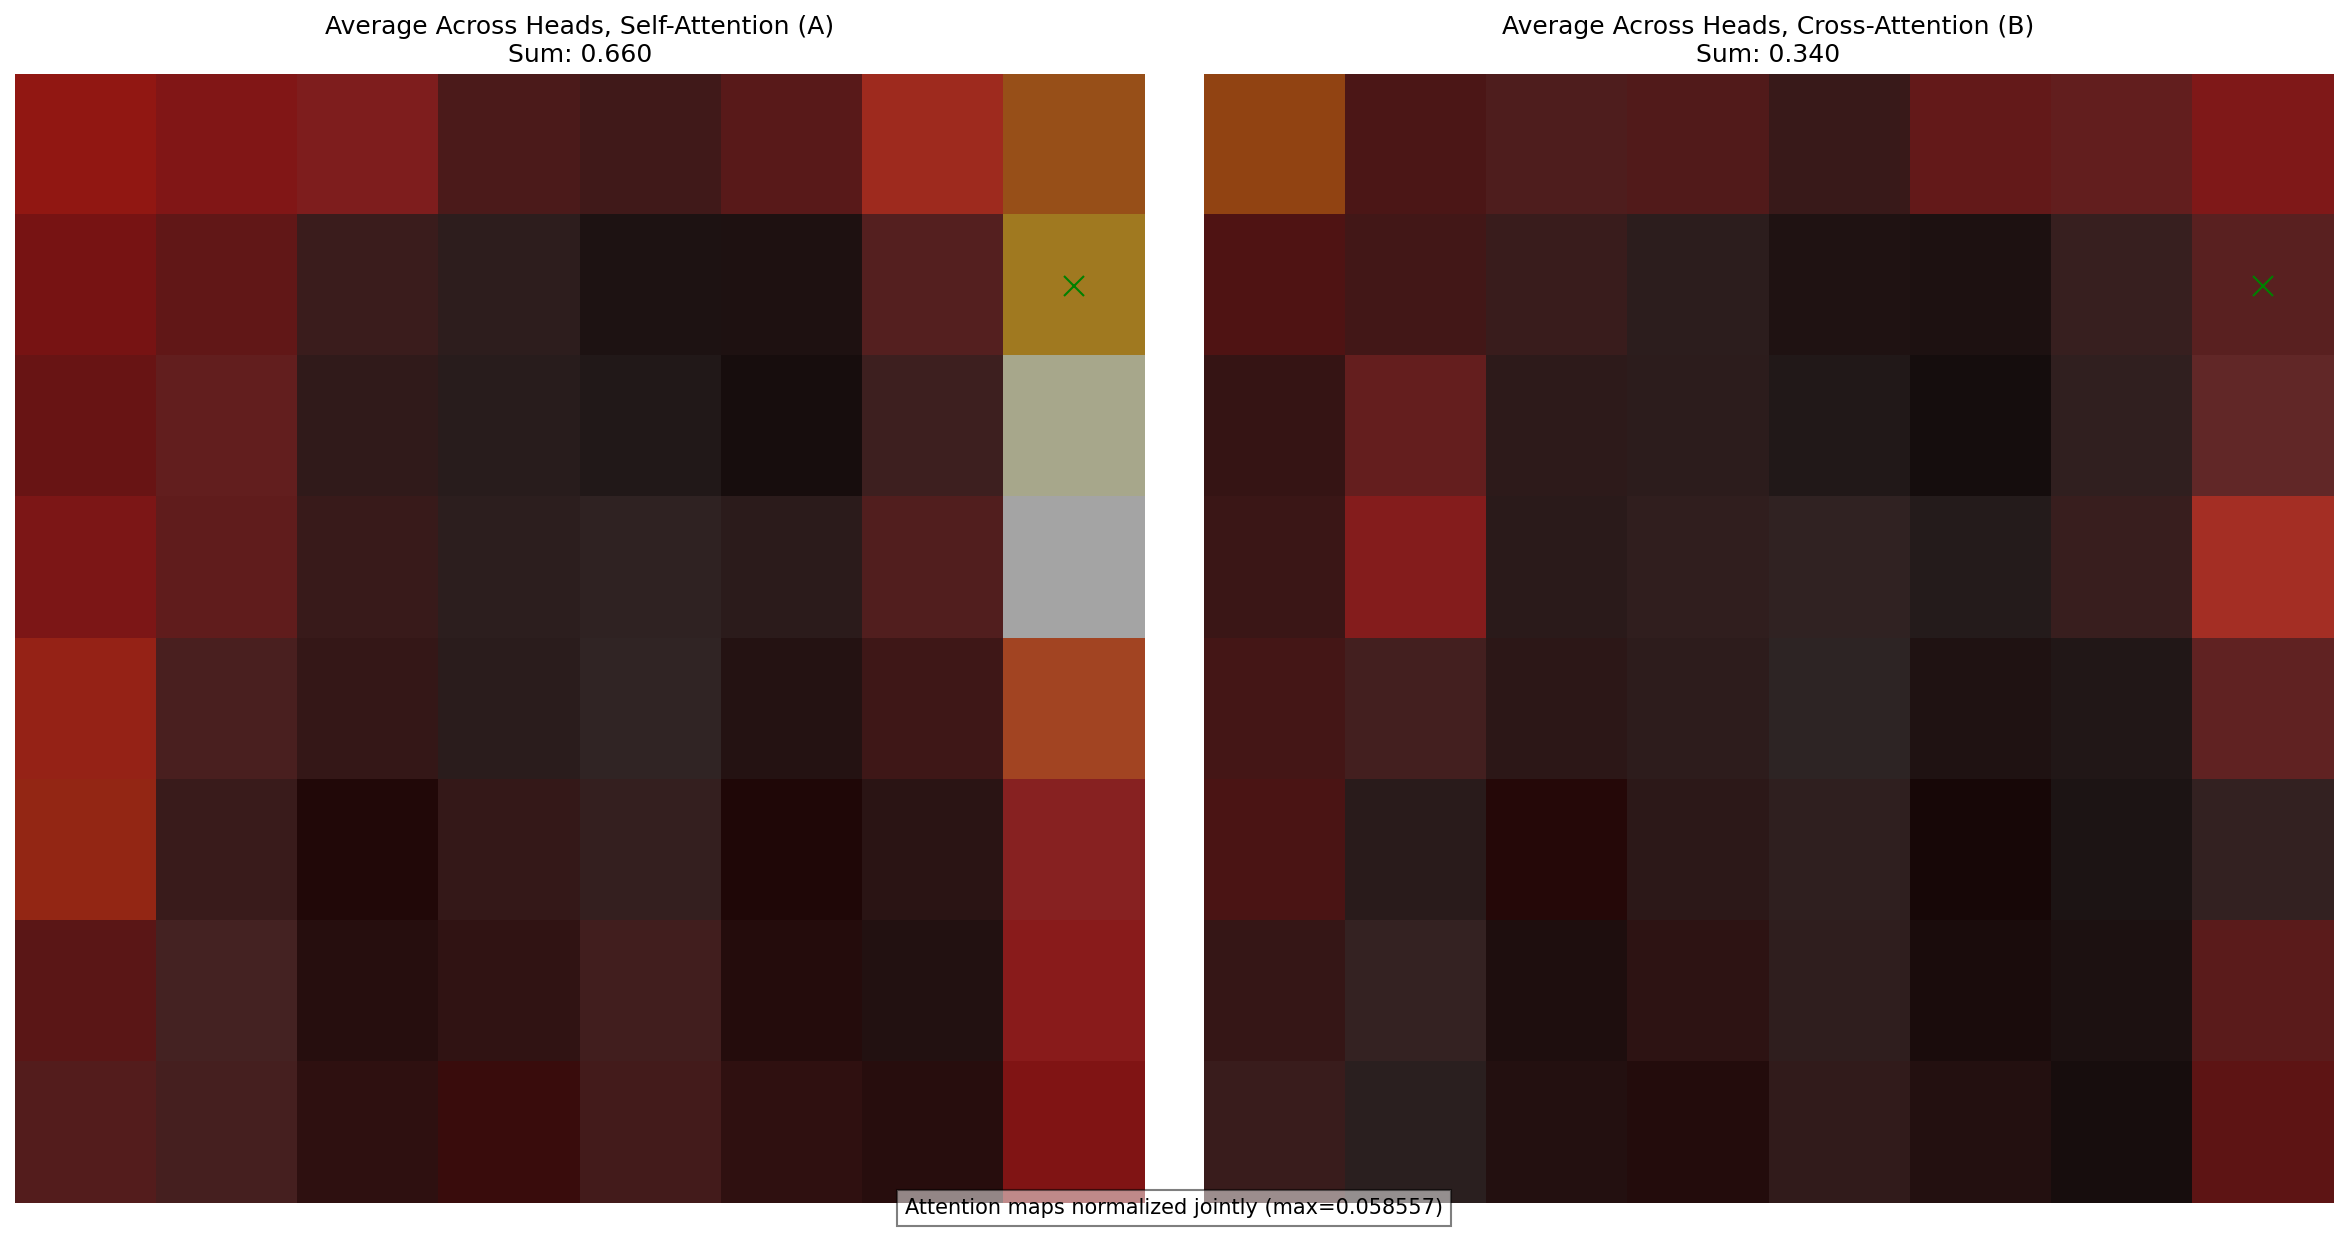 Average Across Heads, Self-Attention (A)
Sum: 0.660
Average Across Heads, Cross-Attention (B)
Sum: 0.340
Attention maps normalized jointly (max=0.058557)